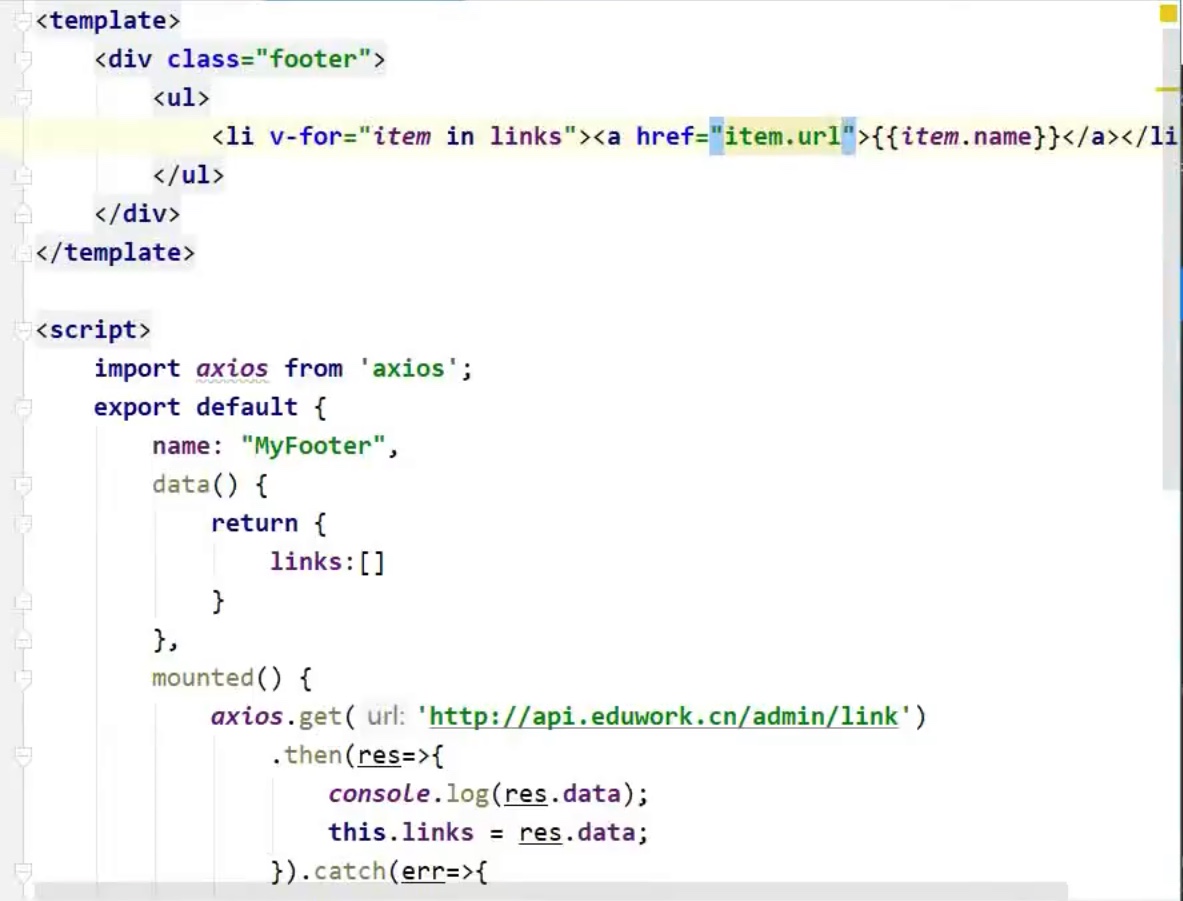 <template>
<div class="footer">
<ul>
<li v-for="item in links"><a href="item.url">{{item.name}}</a></li
</ul>
</div>
</template>
<script>
import axios from 'axios';
export default {
name: "MyFooter",
data() {
return {
links:[]
}
},
mounted() {
axios.get( url: 'http://api.eduwork.cn/admin/link')
.then(res=>{
console.log(res.data);
this.links = res.data;
}).catch(err=>{